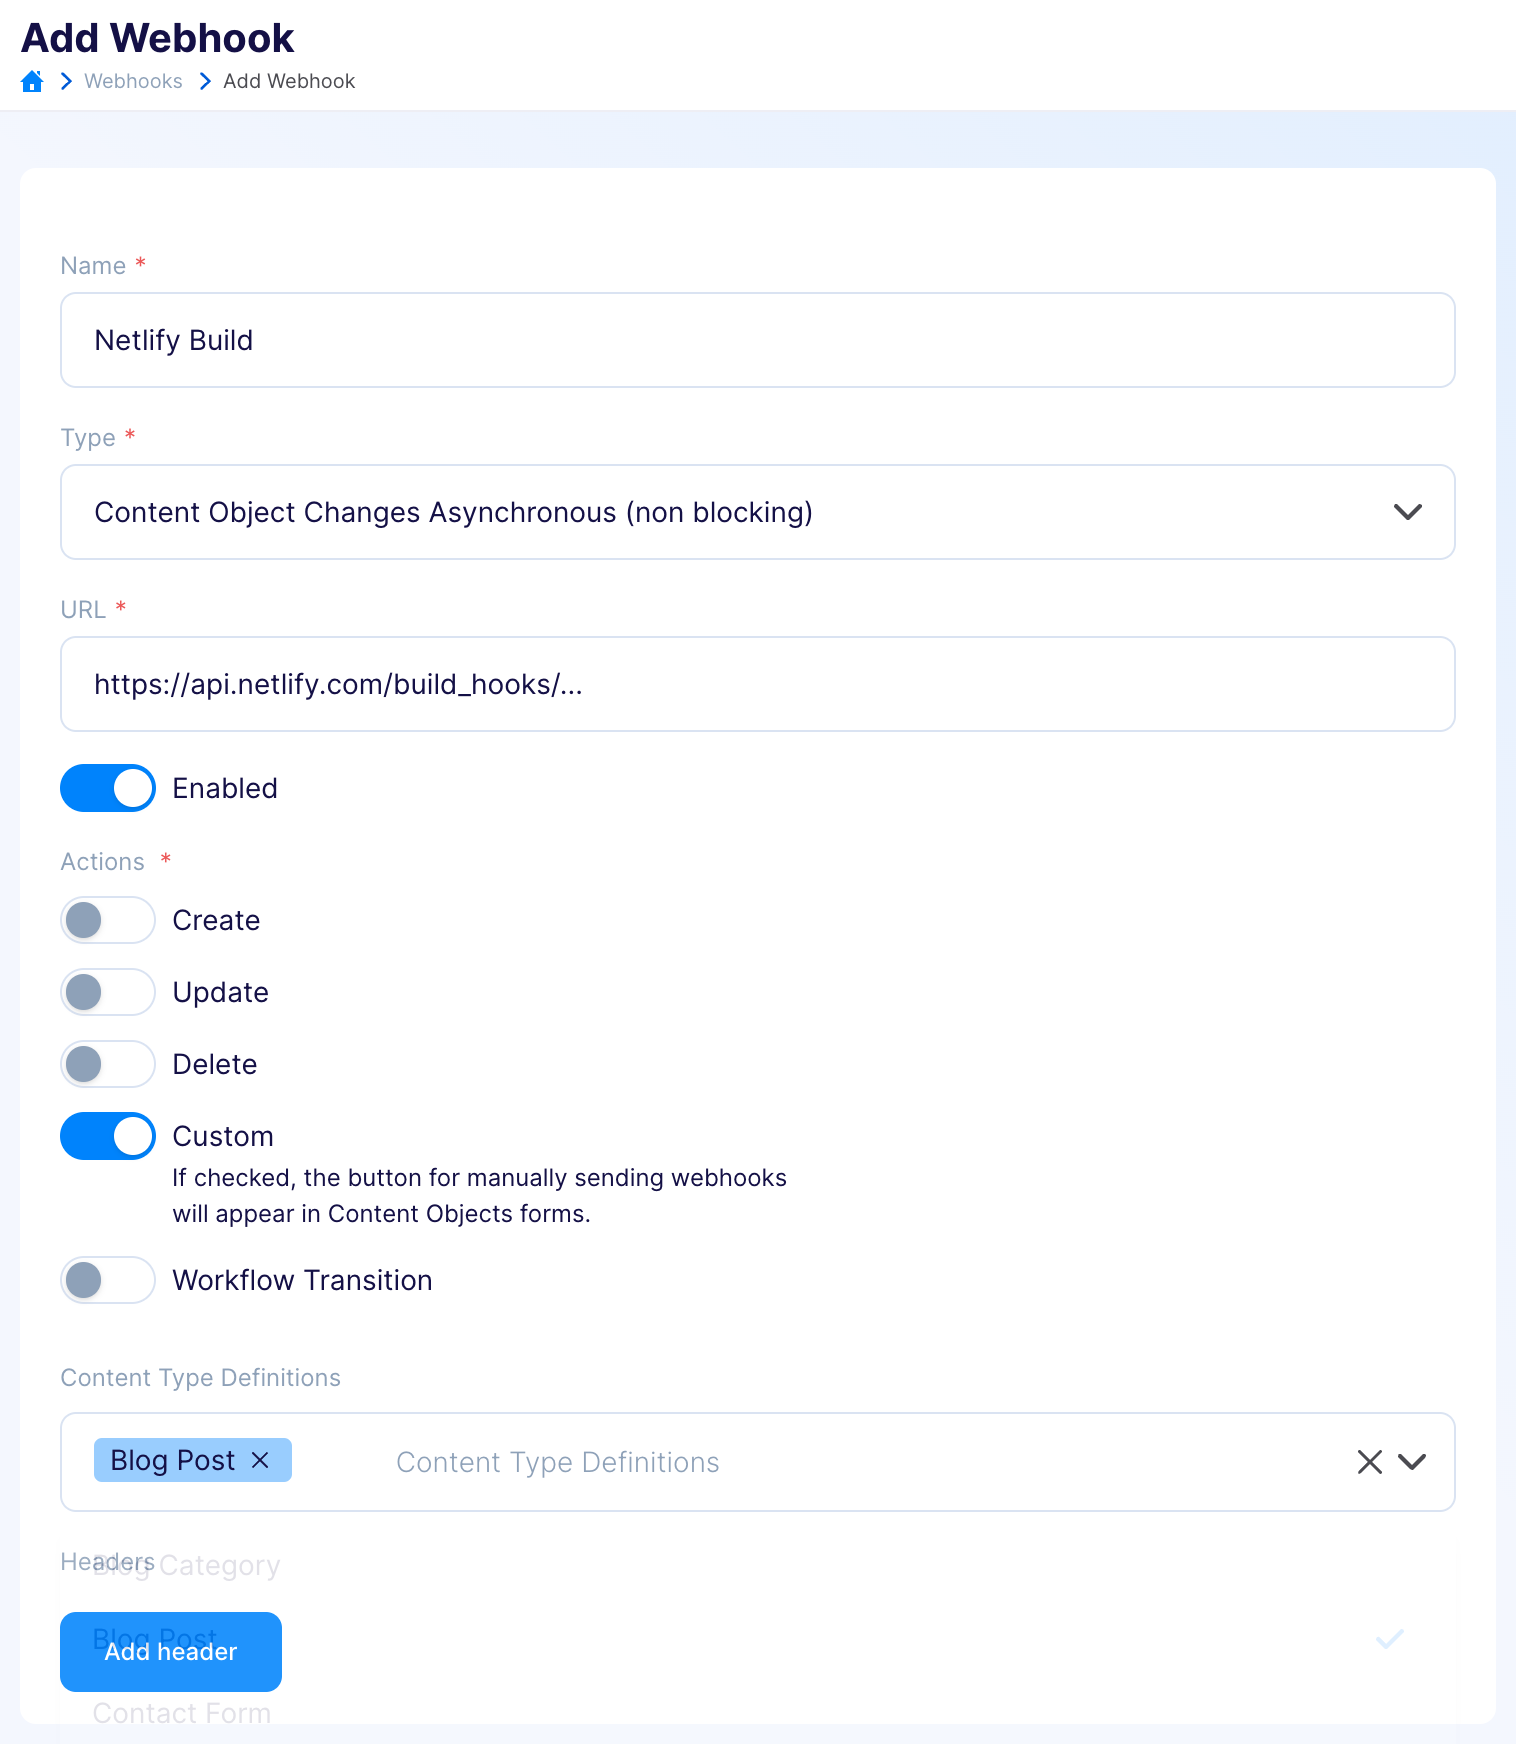 Add Webhook
Webhooks Add Webhook
Name *
Netlify Build
Type *
Content Object Changes Asynchronous (non blocking)
URL *
https://api.netlify.com/build_hooks/...
Enabled
Actions *
Create
Update
Delete
Custom
If checked, the button for manually sending webhooks
will appear in Content Objects forms.
Workflow Transition
Content Type Definitions
Blog Post Content Type Definitions
Headers
Blog Category
Blog Post
Add header
Contact Form